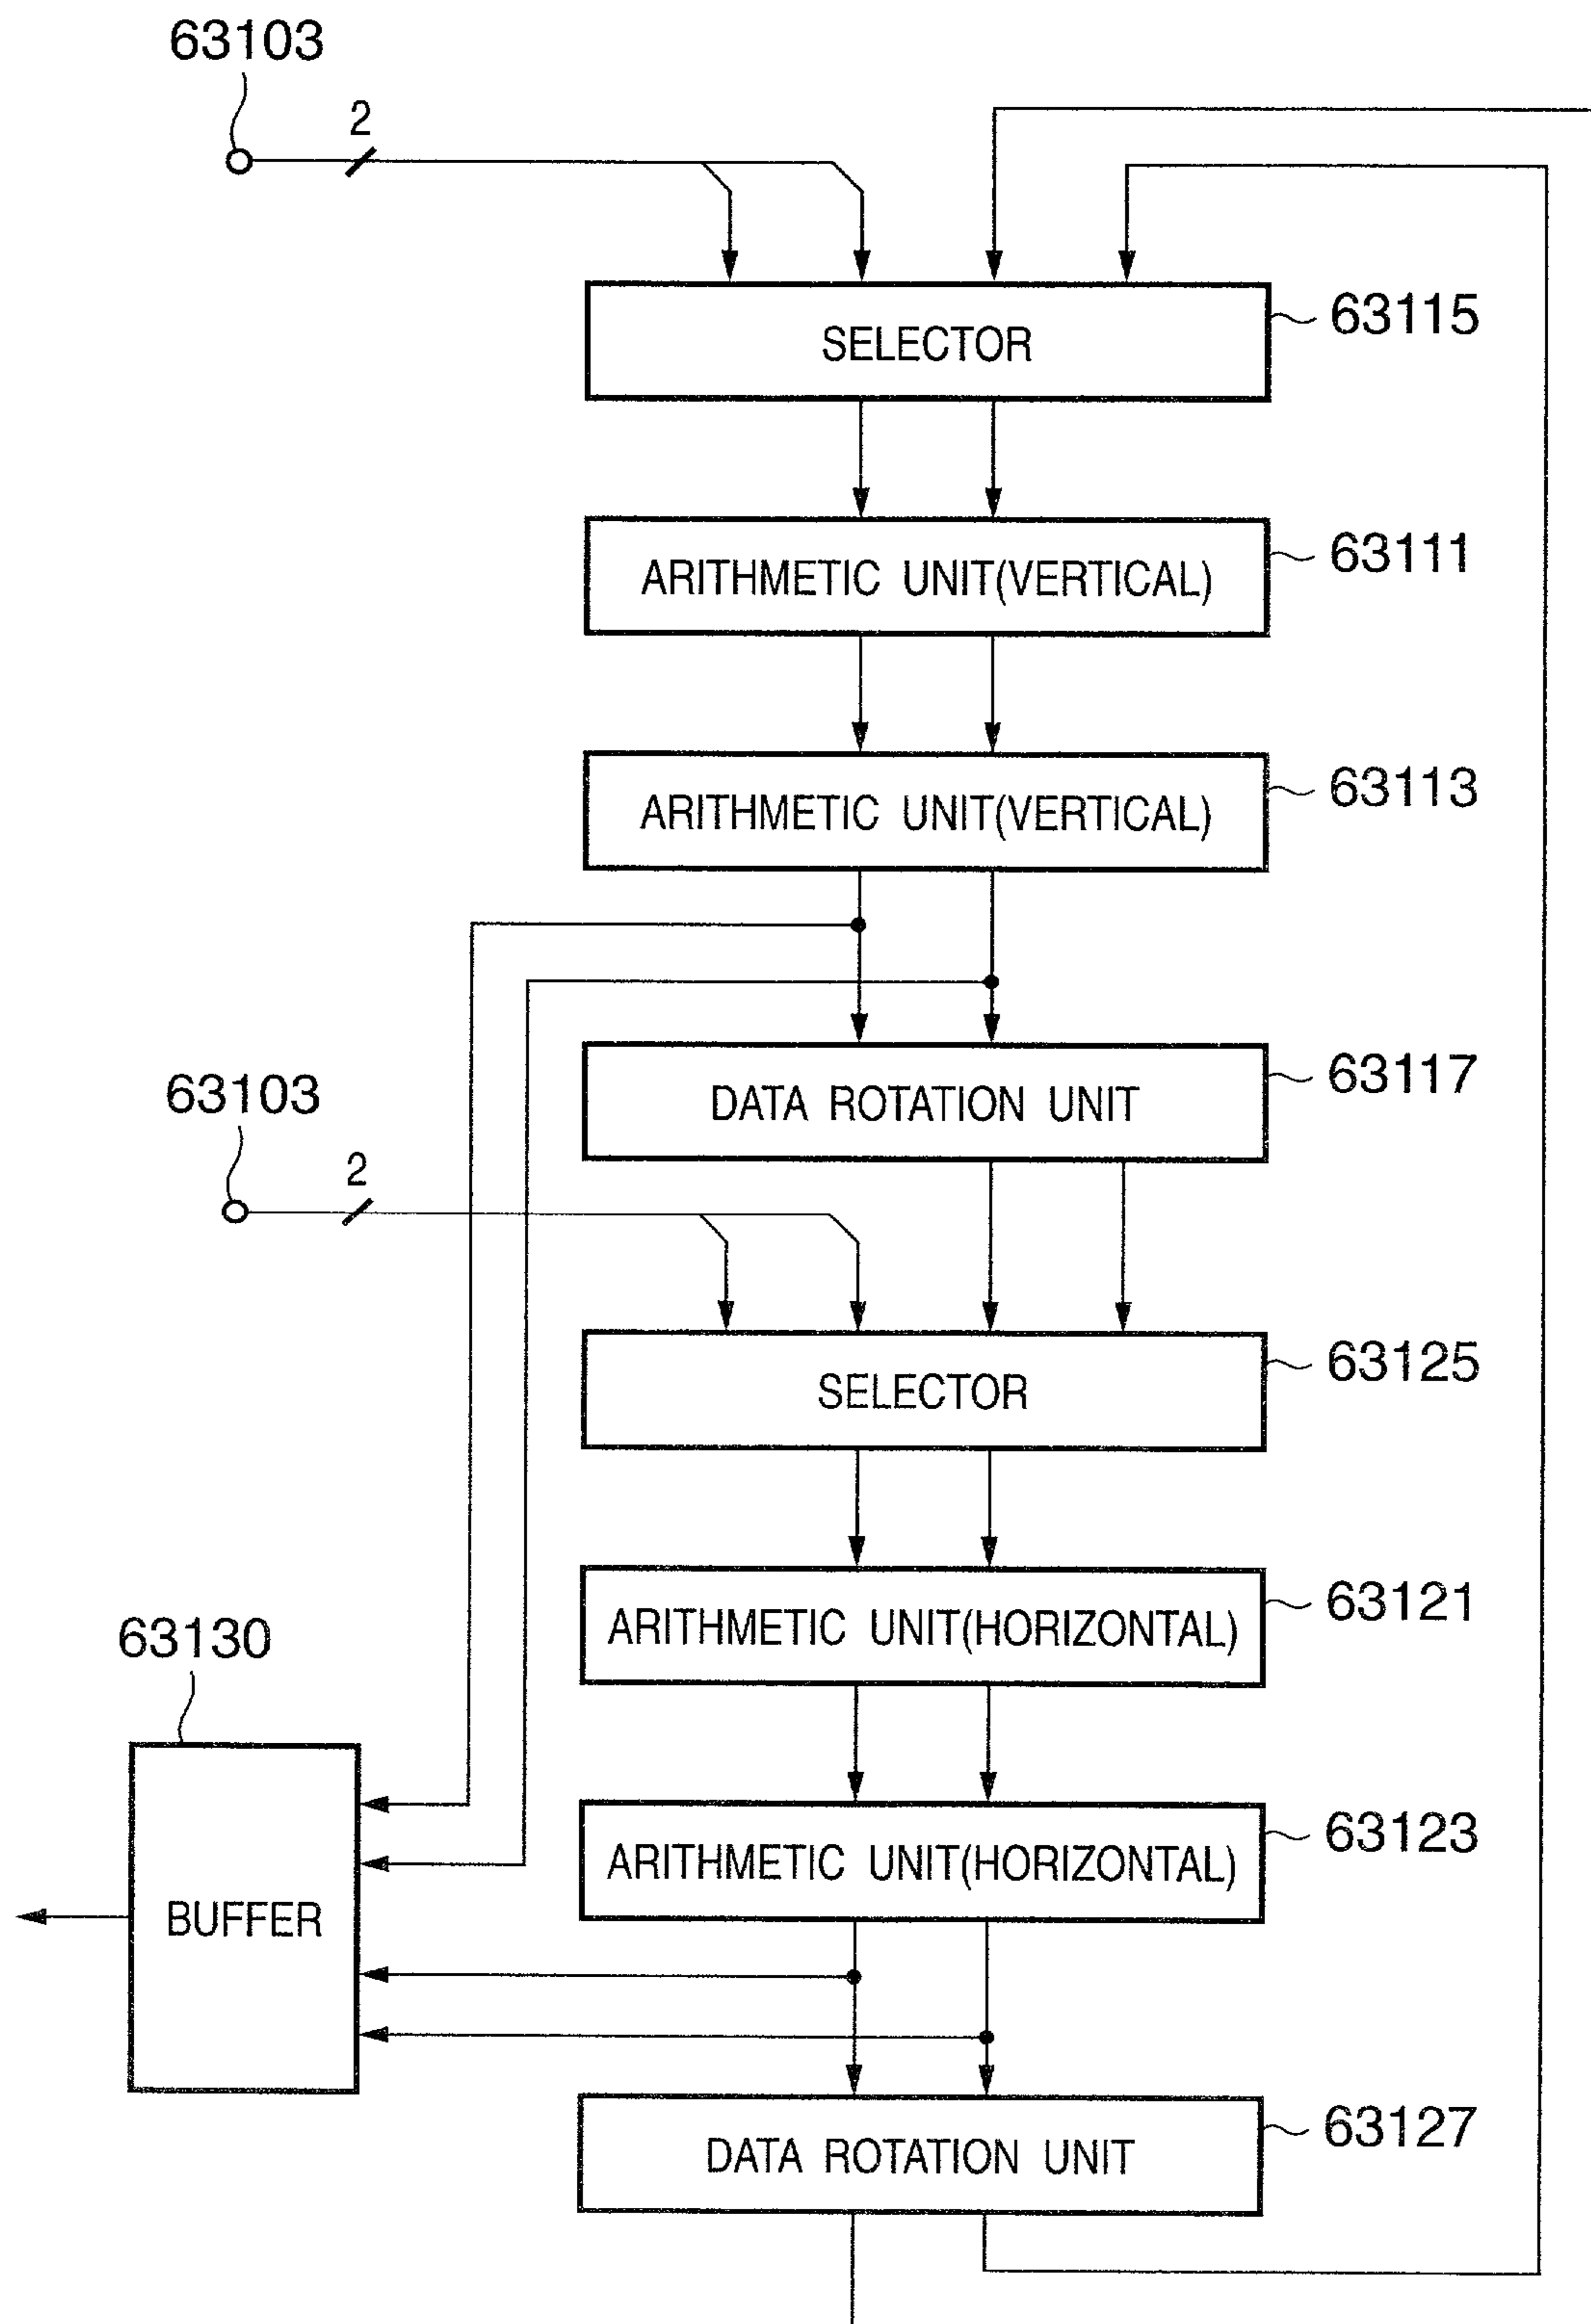 63103
2
SELECTOR
63115
ARITHMETIC UNIT(VERTICAL)
63111
ARITHMETIC UNIT(VERTICAL)
63113
DATA ROTATION UNIT
63117
63103
2
SELECTOR
63125
ARITHMETIC UNIT(HORIZONTAL)
63121
63130
BUFFER
ARITHMETIC UNIT(HORIZONTAL)
63123
DATA ROTATION UNIT
63127